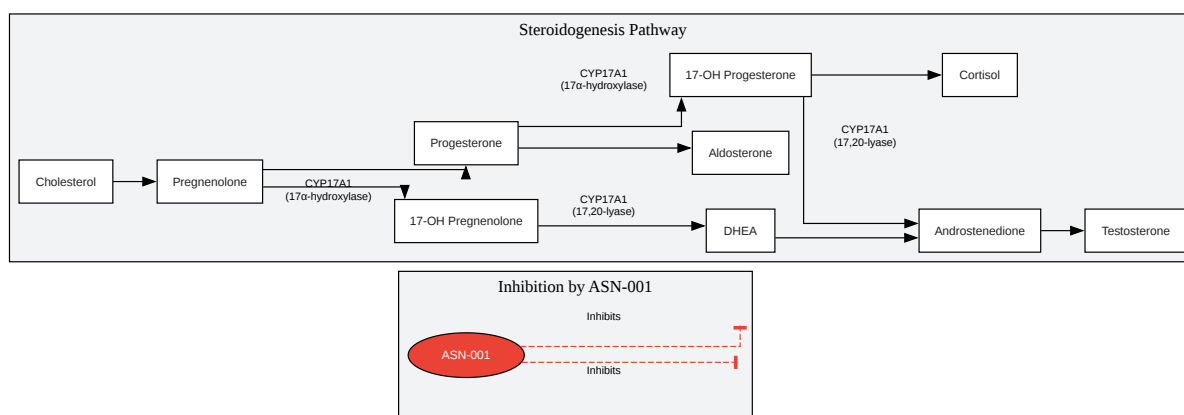 Steroidogenesis Pathway
CYP17A1
(17α-hydroxylase)
17-OH Progesterone
Cortisol
Progesterone
CYP17A1
(17,20-lyase)
Aldosterone
Cholesterol
Pregnenolone
CYP17A1
(17α-hydroxylase)
17-OH Pregnenolone
CYP17A1
(17,20-lyase)
DHEA
Androstenedione
Testosterone
Inhibition by ASN-001
Inhibits
ASN-001
Inhibits